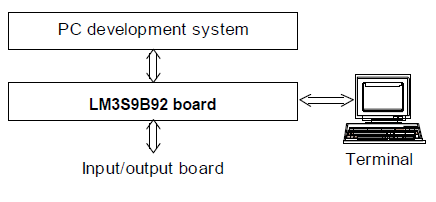 PC development system
LM3S9B92 board
Input/output board
Terminal